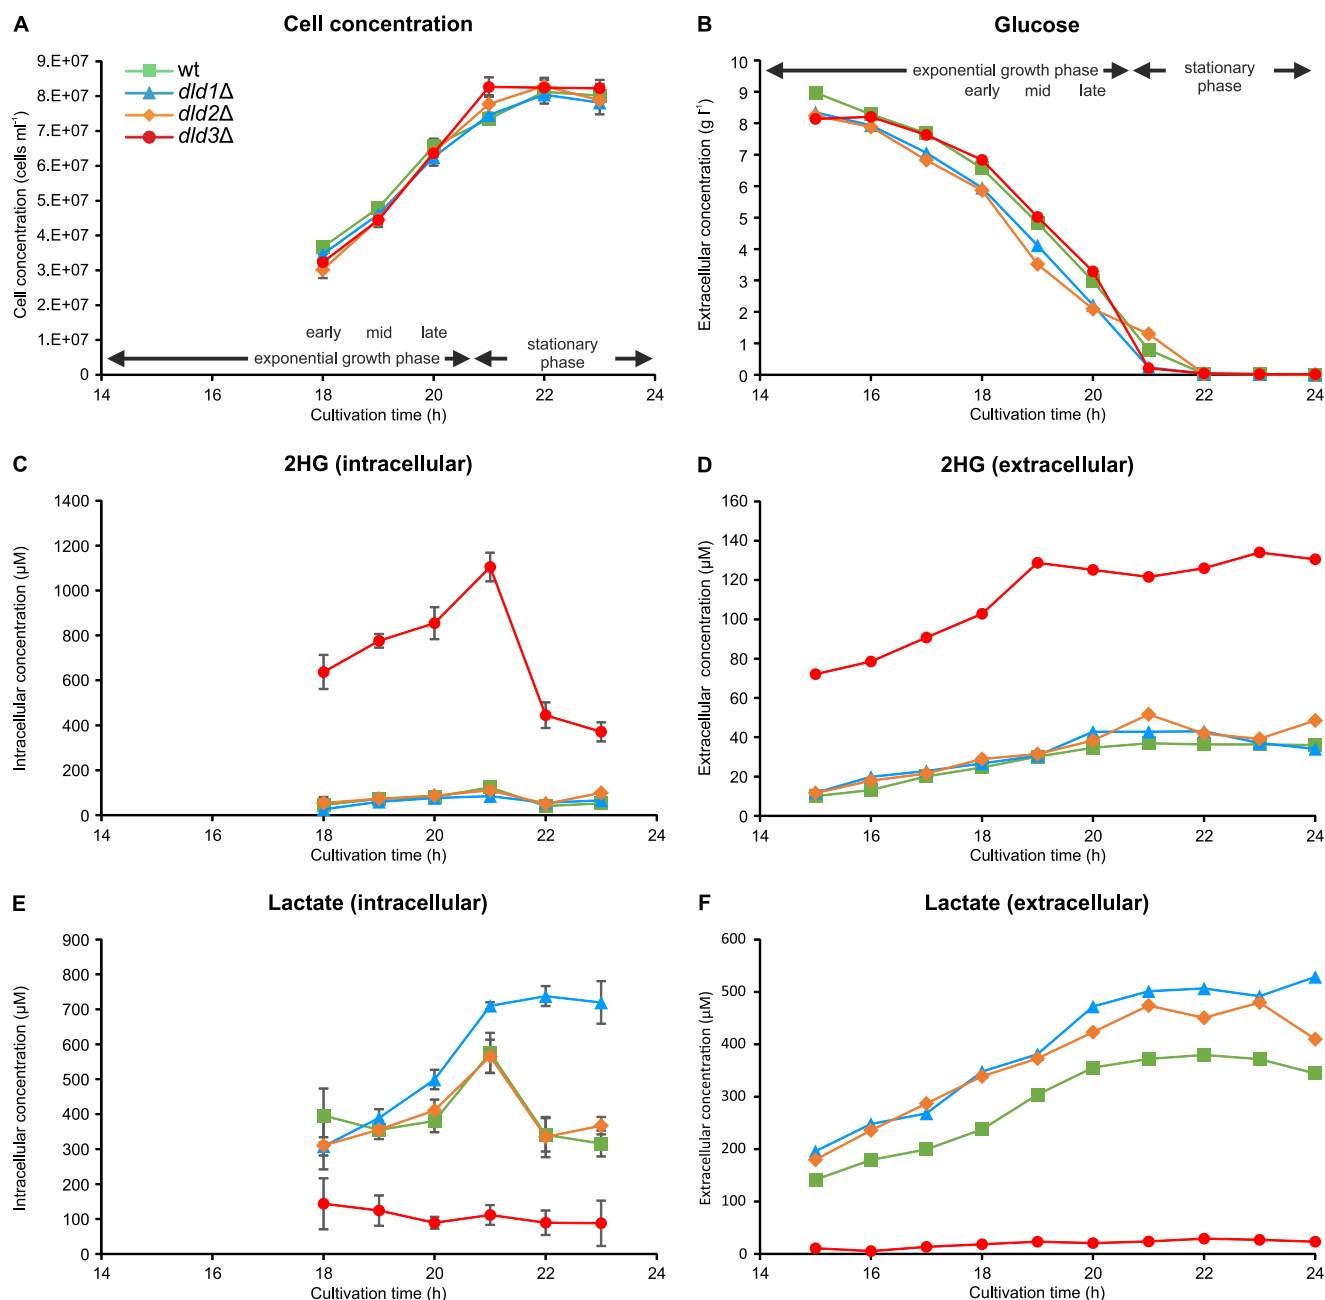 A
Cell concentration
Cell concentration (cells ml⁻¹)
9.E+07
8.E+07
7.E+07
6.E+07
5.E+07
4.E+07
3.E+07
2.E+07
1.E+07
0
wt
dld1Δ
dld2Δ
dld3Δ
early mid late
exponential growth phase
stationary
phase
14 16 18 20 22 24
Cultivation time (h)
B
Glucose
Extracellular concentration (g l⁻¹)
10
9
8
7
6
5
4
3
2
1
0
exponential growth phase
early mid late
stationary
phase
14 16 18 20 22 24
Cultivation time (h)
C
2HG (intracellular)
Intracellular concentration (µM)
1400
1200
1000
800
600
400
200
0
14 16 18 20 22 24
Cultivation time (h)
D
2HG (extracellular)
Extracellular concentration (µM)
160
140
120
100
80
60
40
20
0
14 16 18 20 22 24
Cultivation time (h)
E
Lactate (intracellular)
Intracellular concentration (µM)
900
800
700
600
500
400
300
200
100
0
14 16 18 20 22 24
Cultivation time (h)
F
Lactate (extracellular)
Extracellular concentration (µM)
600
500
400
300
200
100
0
14 16 18 20 22 24
Cultivation time (h)